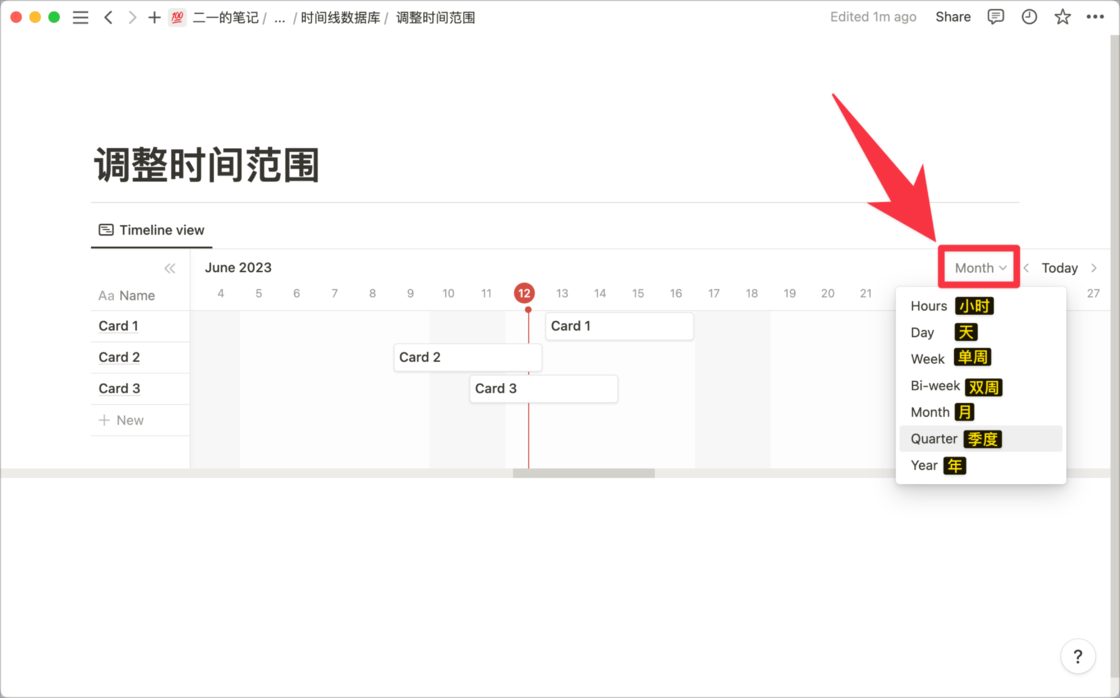 💯 二一的笔记 / ... / 时间线数据库 / 调整时间范围 Edited 1m ago Share
调整时间范围
Timeline view
June 2023 Month Today
Aa Name 4 5 6 7 8 9 10 11 12 13 14 15 16 17 18 19 20 21 27
Card 1 Card 1
Card 2 Card 2
Card 3 Card 3
+ New
Hours 小时
Day 天
Week 单周
Bi-week 双周
Month 月
Quarter 季度
Year 年
?